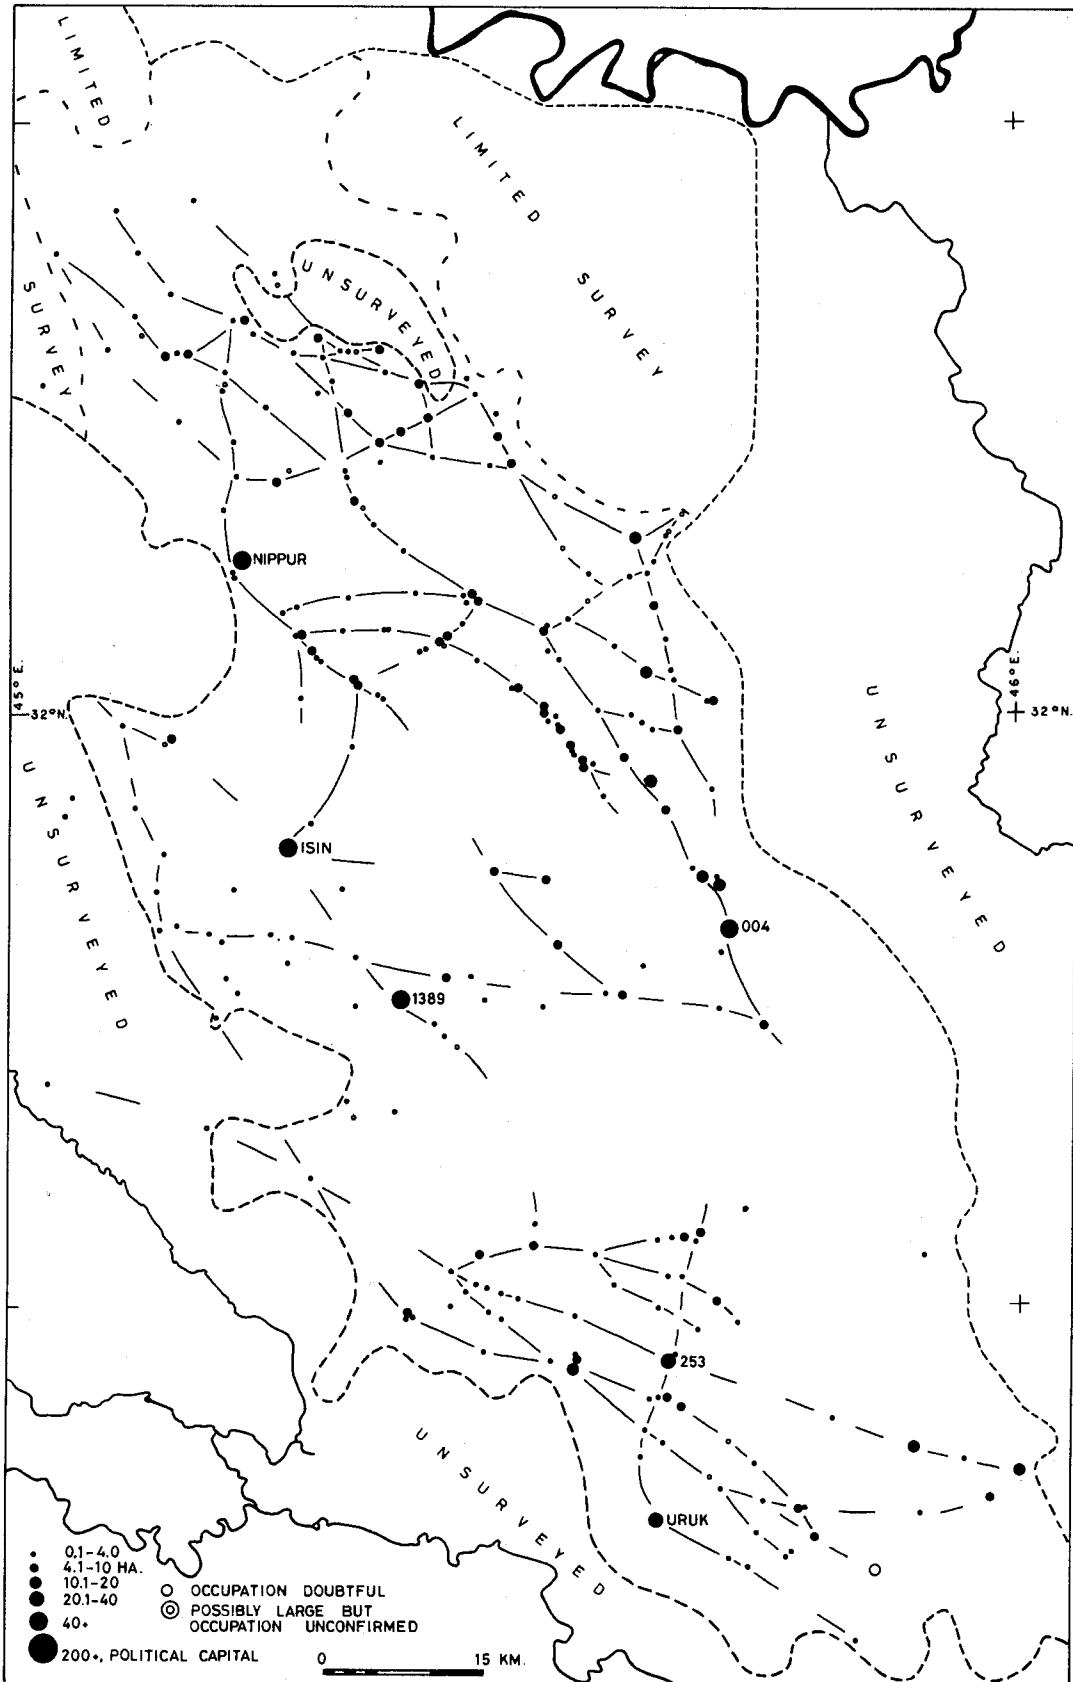 LIMITED
LIMITED
SURVEY
UNSURVEYED
SURVEY
NIPPUR
45°E.
46°E.
32°N.
32°N.
UNSURVEYED
UNSURVEYED
ISIN
004
1389
253
UNSURVEYED
URUK
0.1-4.0
4.1-10 HA.
10.1-20
20.1-40
40+
200+, POLITICAL CAPITAL
OCCUPATION DOUBTFUL
POSSIBLY LARGE BUT
OCCUPATION UNCONFIRMED
0 15 KM.